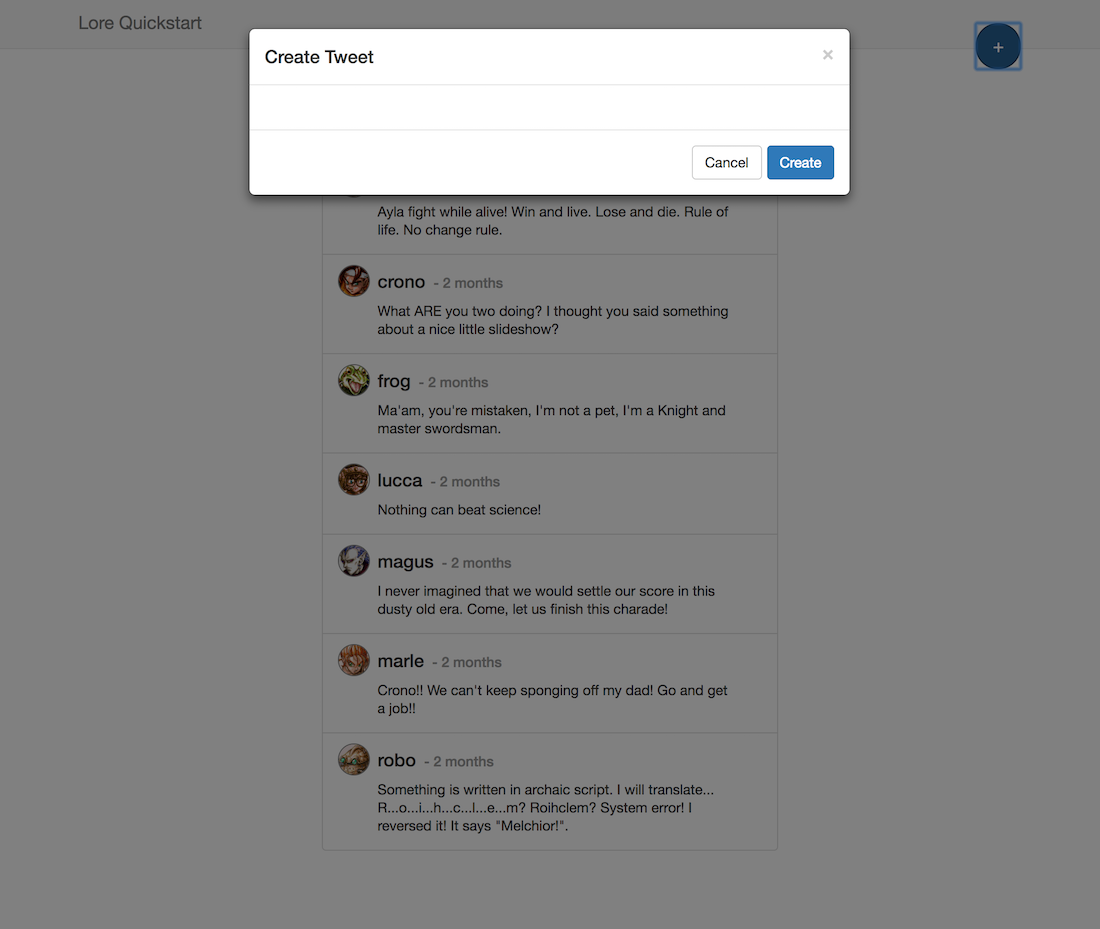 Lore Quickstart
+
Create Tweet
×
Cancel
Create
Ayla fight while alive! Win and live. Lose and die. Rule of
life. No change rule.
crono - 2 months
What ARE you two doing? I thought you said something
about a nice little slideshow?
frog - 2 months
Ma'am, you're mistaken, I'm not a pet, I'm a Knight and
master swordsman.
lucca - 2 months
Nothing can beat science!
magus - 2 months
I never imagined that we would settle our score in this
dusty old era. Come, let us finish this charade!
marle - 2 months
Crono!! We can't keep sponging off my dad! Go and get
a job!!
robo - 2 months
Something is written in archaic script. I will translate...
R...o...i...h...c...l...e...m? Roihclem? System error! I
reversed it! It says "Melchior!".